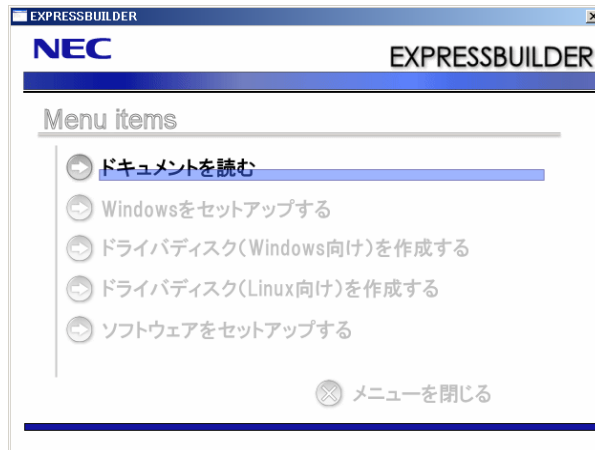 EXPRESSBUILDER
NEC
EXPRESSBUILDER
Menu items
ドキュメントを読む
Windowsをセットアップする
ドライバディスク(Windows向け)を作成する
ドライバディスク(Linux向け)を作成する
ソフトウェアをセットアップする
メニューを閉じる